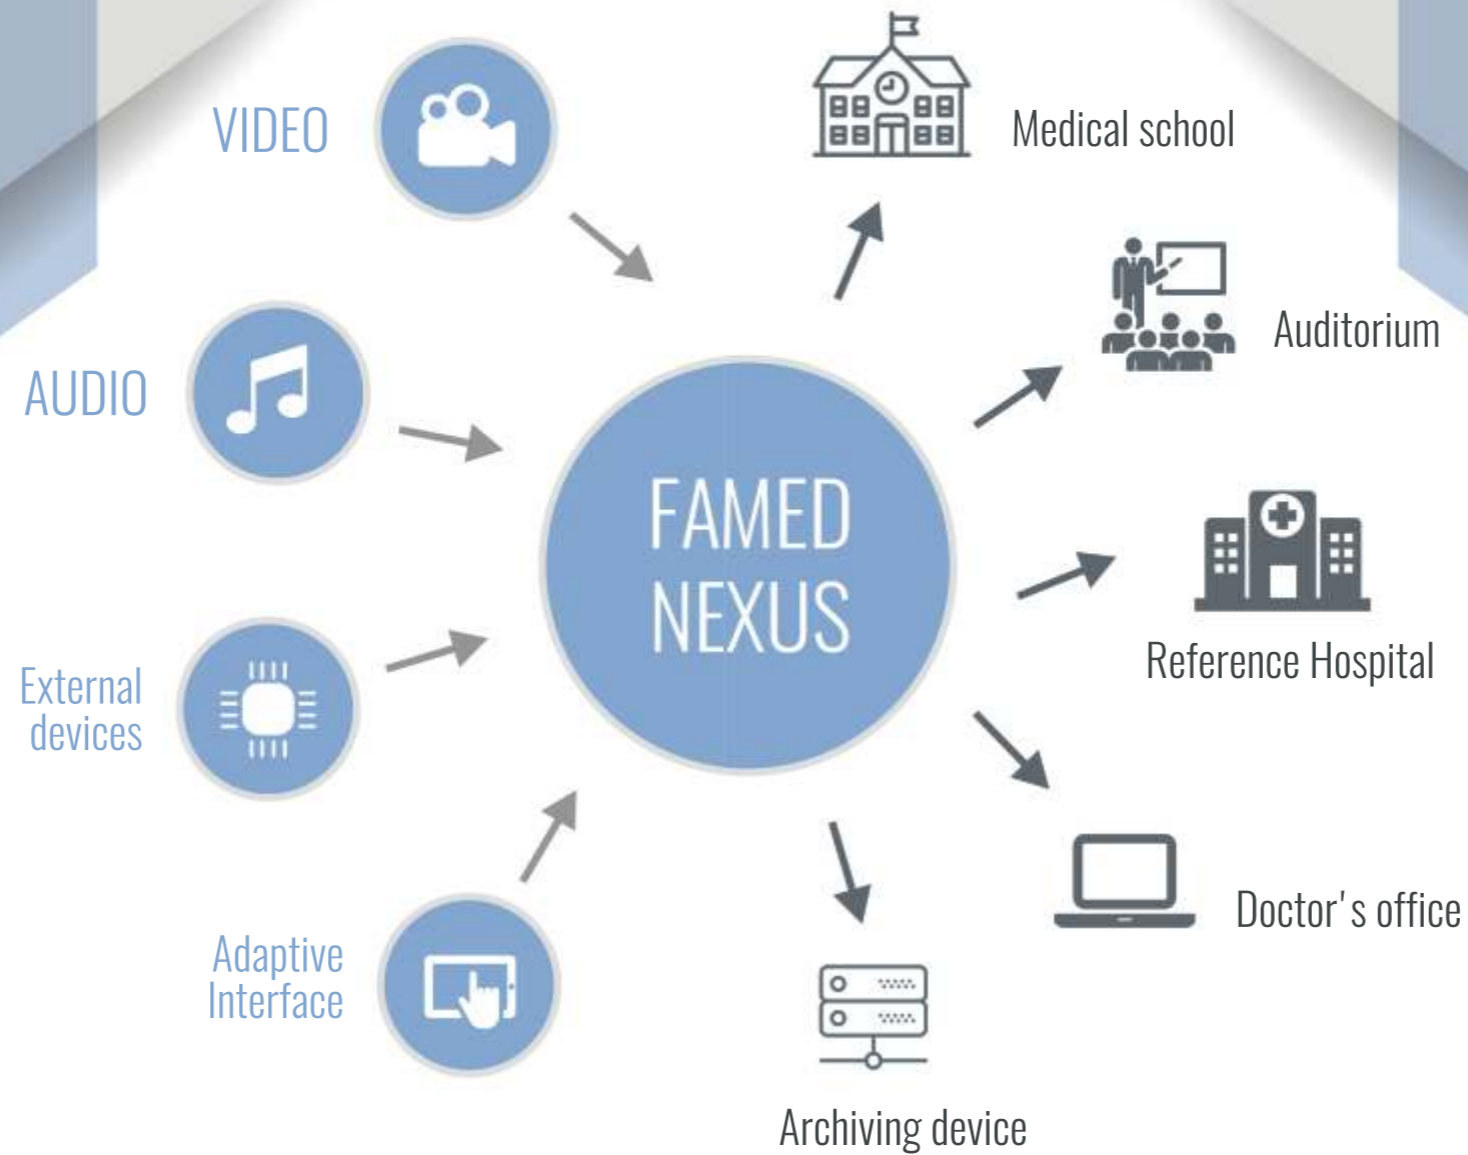 VIDEO
Medical school
AUDIO
Auditorium
FAMED
NEXUS
External
devices
Reference Hospital
Adaptive
Interface
Doctor's office
Archiving device